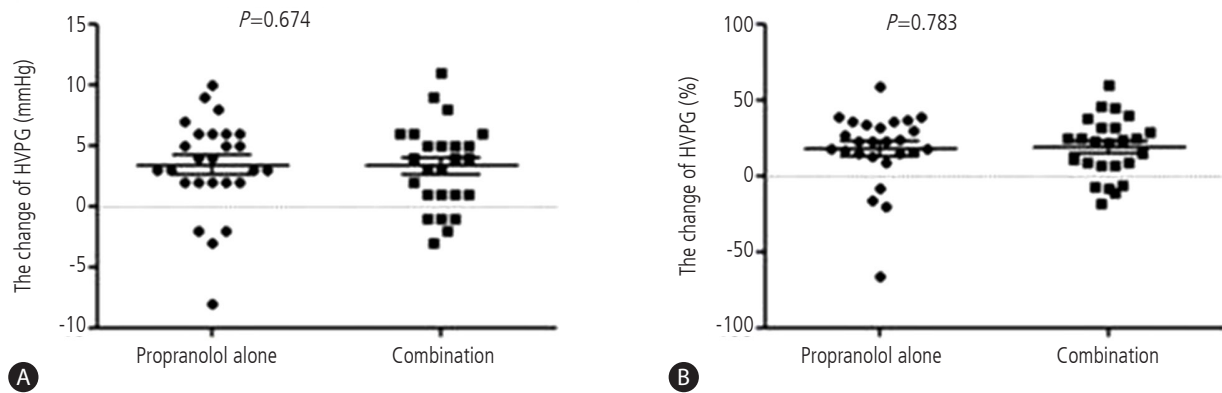 P=0.674
The change of HVPG (mmHg)
15
10
5
0
-5
-10
Propranolol alone
Combination
A
P=0.783
The change of HVPG (%)
100
50
0
-50
-100
Propranolol alone
Combination
B